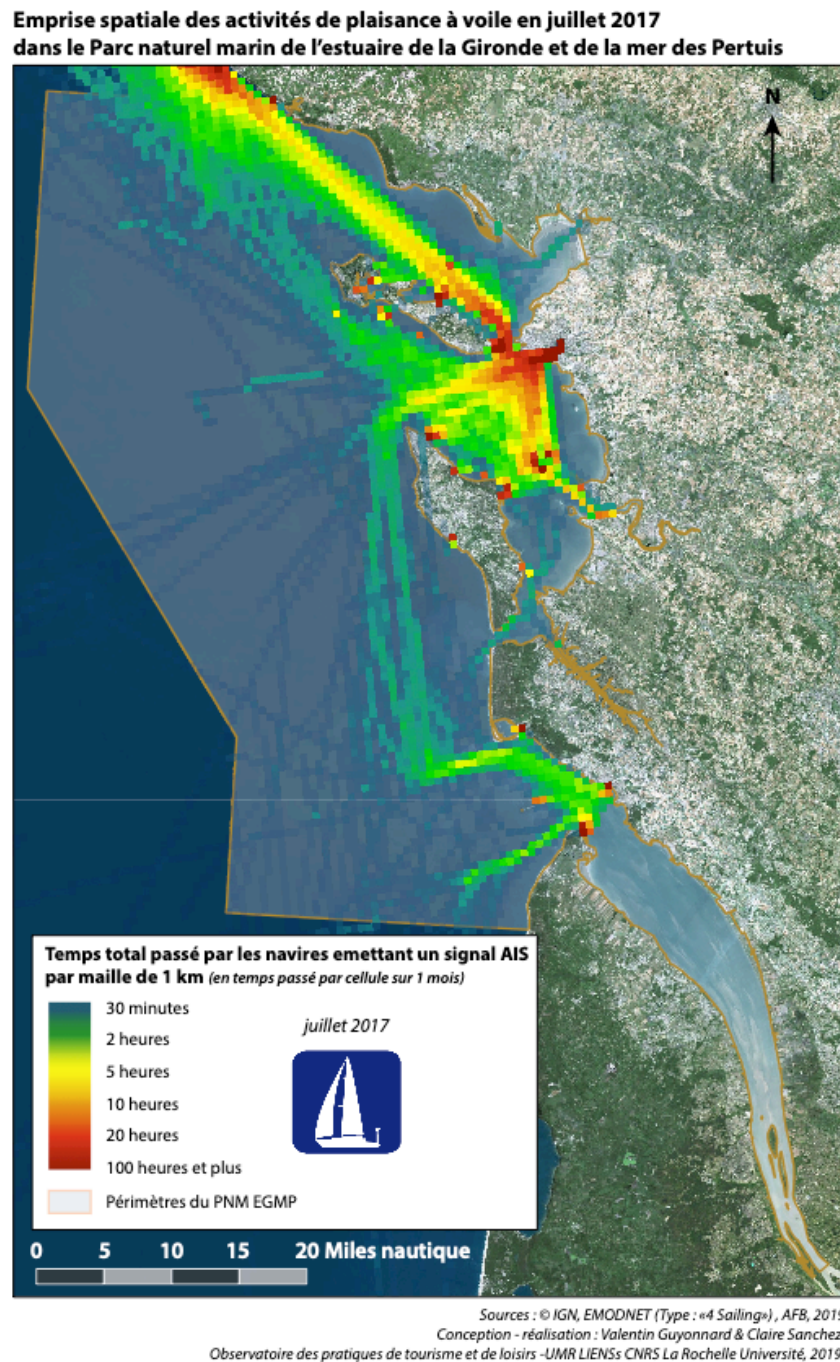 Emprise spatiale des activités de plaisance à voile en juillet 2017
dans le Parc naturel marin de l'estuaire de la Gironde et de la mer des Pertuis
N
Temps total passé par les navires emettant un signal AIS
par maille de 1 km (en temps passé par cellule sur 1 mois)
30 minutes
2 heures
5 heures
10 heures
20 heures
100 heures et plus
juillet 2017
Périmètres du PNM EGMP
0 5 10 15 20 Miles nautique
Sources : © IGN, EMODNET (Type : «4 Sailing») , AFB, 2019
Conception - réalisation : Valentin Guyonnard & Claire Sanchez
Observatoire des pratiques de tourisme et de loisirs -UMR LIENSs CNRS La Rochelle Université, 2019